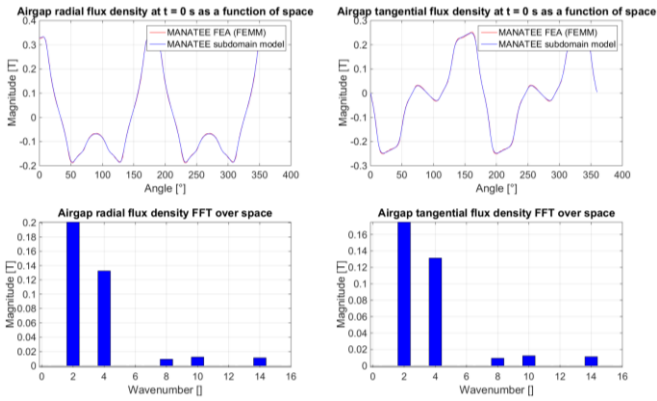 Airgap radial flux density at t = 0 s as a function of space
0.4
0.3
0.2
0.1
0
-0.1
-0.2
Magnitude [T]
MANATEE FEA (FEMM)
MANATEE subdomain model
0 50 100 150 200 250 300 350 400
Angle [°]
Airgap tangential flux density at t = 0 s as a function of space
0.3
0.2
0.1
0
-0.1
-0.2
-0.3
Magnitude [T]
MANATEE FEA (FEMM)
MANATEE subdomain model
0 50 100 150 200 250 300 350 400
Angle [°]
Airgap radial flux density FFT over space
0.2
0.18
0.16
0.14
0.12
0.1
0.08
0.06
0.04
0.02
0
Magnitude [T]
0 2 4 6 8 10 12 14 16
Wavenumber []
Airgap tangential flux density FFT over space
0.16
0.14
0.12
0.1
0.08
0.06
0.04
0.02
0
Magnitude [T]
0 2 4 6 8 10 12 14 16
Wavenumber []